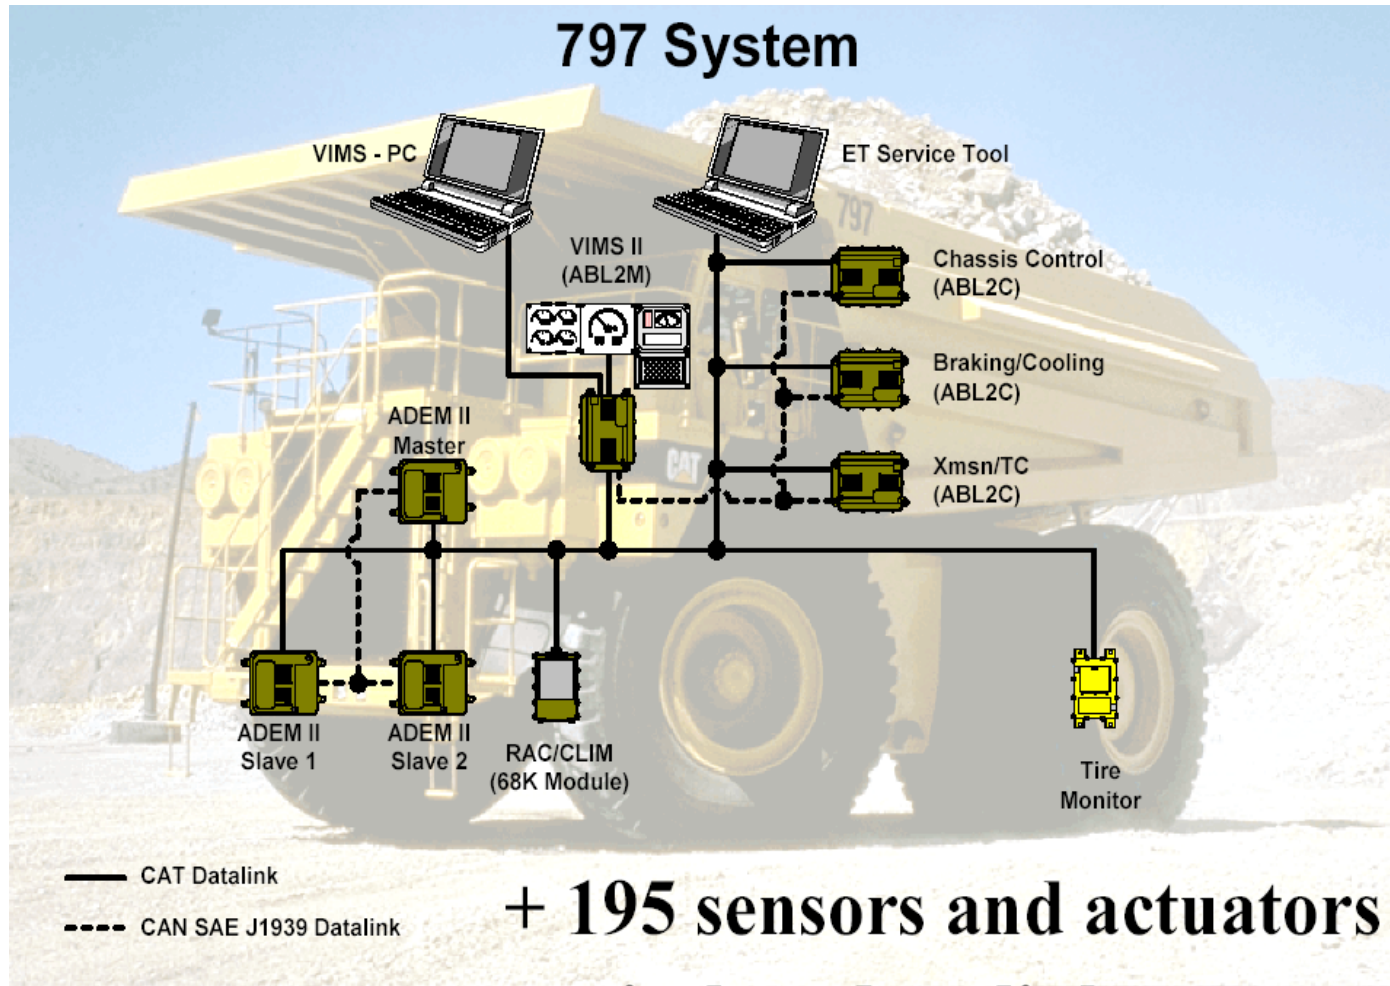 797 System
VIMS - PC
ET Service Tool
797
VIMS II
(ABL2M)
Chassis Control
(ABL2C)
Braking/Cooling
(ABL2C)
ADEM II
Master
CAT
Xmsn/TC
(ABL2C)
ADEM II
Slave 1
ADEM II
Slave 2
RAC/CLIM
(68K Module)
Tire
Monitor
CAT Datalink
CAN SAE J1939 Datalink
+ 195 sensors and actuators